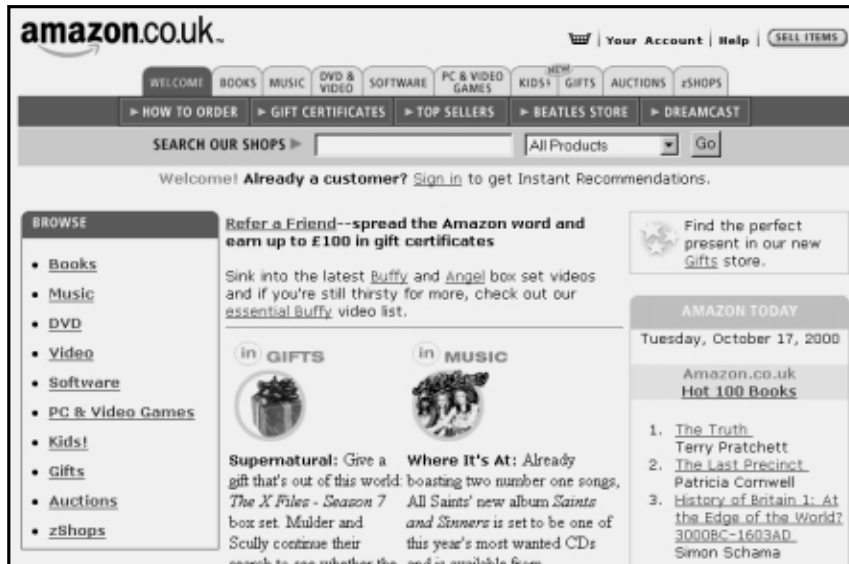 amazon.co.uk
Your Account | Help | SELL ITEMS
WELCOME BOOKS MUSIC DVD & VIDEO SOFTWARE PC & VIDEO GAMES KIDS! NEW GIFTS AUCTIONS zSHOPS
HOW TO ORDER GIFT CERTIFICATES TOP SELLERS BEATLES STORE DREAMCAST
SEARCH OUR SHOPS All Products Go
Welcome! Already a customer? Sign in to get Instant Recommendations.
BROWSE
• Books
• Music
• DVD
• Video
• Software
• PC & Video Games
• Kids!
• Gifts
• Auctions
• zShops
Refer a Friend--spread the Amazon word and
earn up to £100 in gift certificates
Sink into the latest Buffy and Angel box set videos
and if you're still thirsty for more, check out our
essential Buffy video list.
in GIFTS
Supernatural: Give a
gift that's out of this world:
The X Files - Season 7
box set. Mulder and
Scully continue their
search to see whether the
in MUSIC
Where It's At: Already
boasting two number one songs,
All Saints' new album Saints
and Sinners is set to be one of
this year's most wanted CDs
and is available from
Find the perfect
present in our new
Gifts store.
AMAZON TODAY
Tuesday, October 17, 2000
Amazon.co.uk
Hot 100 Books
1. The Truth
Terry Pratchett
2. The Last Precinct
Patricia Cornwell
3. History of Britain 1: At
the Edge of the World?
3000BC-1603AD
Simon Schama